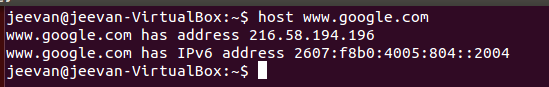 jeevan@jeevan-VirtualBox:~$ host www.google.com
www.google.com has address 216.58.194.196
www.google.com has IPv6 address 2607:f8b0:4005:804::2004
jeevan@jeevan-VirtualBox:~$